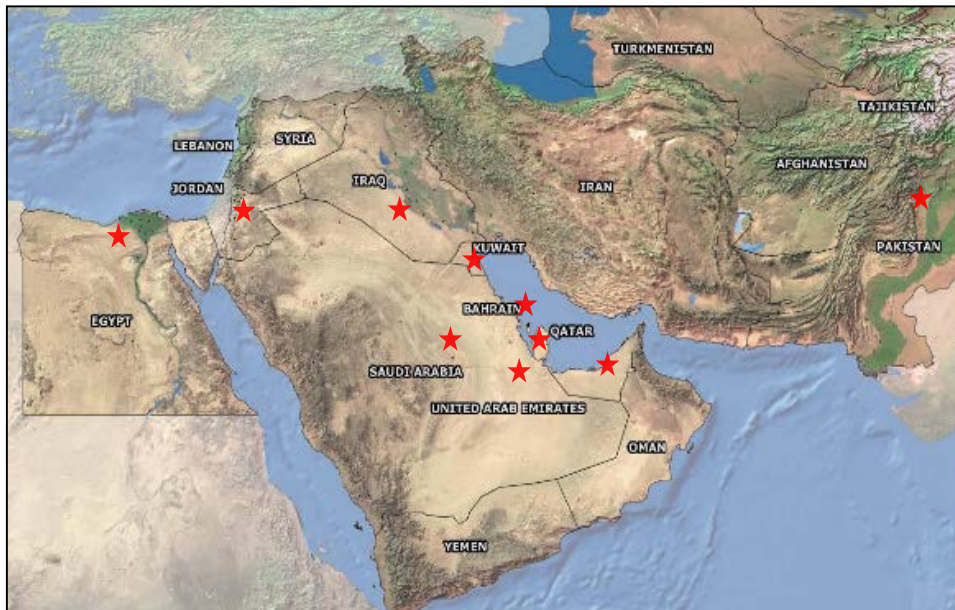 TURKMENISTAN
TAJIKISTAN
SYRIA
LEBANON
AFGHANISTAN
IRAQ
IRAN
JORDAN
KUWAIT
PAKISTAN
BAHRAIN
EGYPT
QATAR
SAUDI ARABIA
UNITED ARAB EMIRATES
OMAN
YEMEN